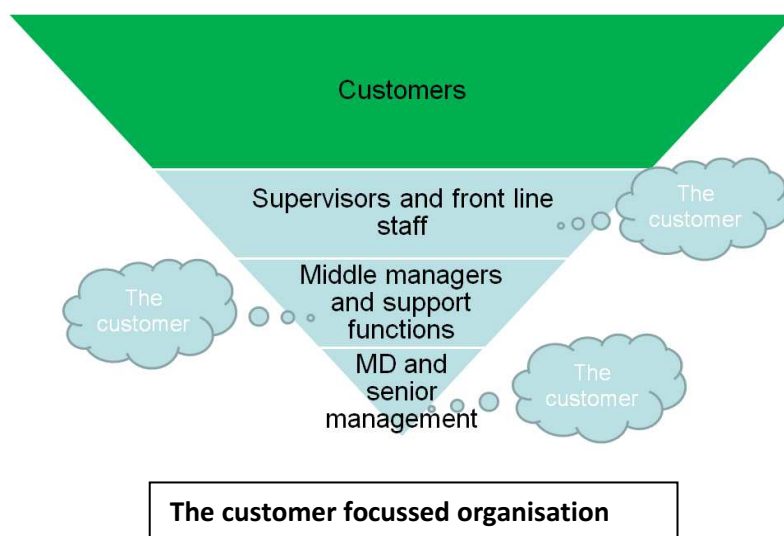 Customers
Supervisors and front line
staff
The
customer
Middle managers
and support
functions
The
customer
MD and
senior
management
The
customer
The customer focussed organisation